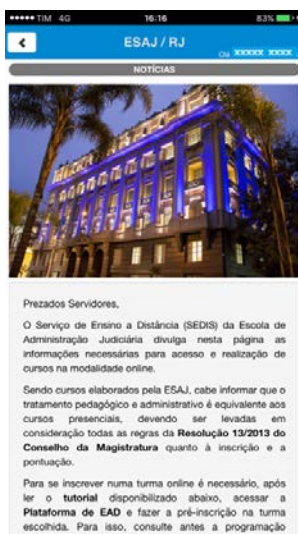 TIM 4G 16:16 83%
ESAJ / RJ
Olá xxxxx xxxx
NOTÍCIAS
Prezados Servidores,
O Serviço de Ensino a Distância (SEDIS) da Escola de
Administração Judiciária divulga nesta página as
informações necessárias para acesso e realização de
cursos na modalidade online.
Sendo cursos elaborados pela ESAJ, cabe informar que o
tratamento pedagógico e administrativo é equivalente aos
cursos presenciais, devendo ser levadas em
consideração todas as regras da Resolução 13/2013 do
Conselho da Magistratura quanto à inscrição e a
pontuação.
Para se inscrever numa turma online é necessário, após
ler o tutorial disponibilizado abaixo, acessar a
Plataforma de EAD e fazer a pré-inscrição na turma
escolhida. Para isso, consulte antes a programação